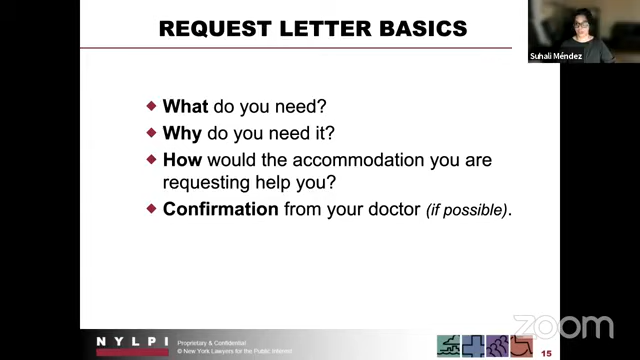 REQUEST LETTER BASICS
Suhali Méndez
What do you need?
Why do you need it?
How would the accommodation you are
requesting help you?
Confirmation from your doctor (if possible).
NYLPI
Proprietary & Confidential
© New York Lawyers for the Public Interest
15
zoom